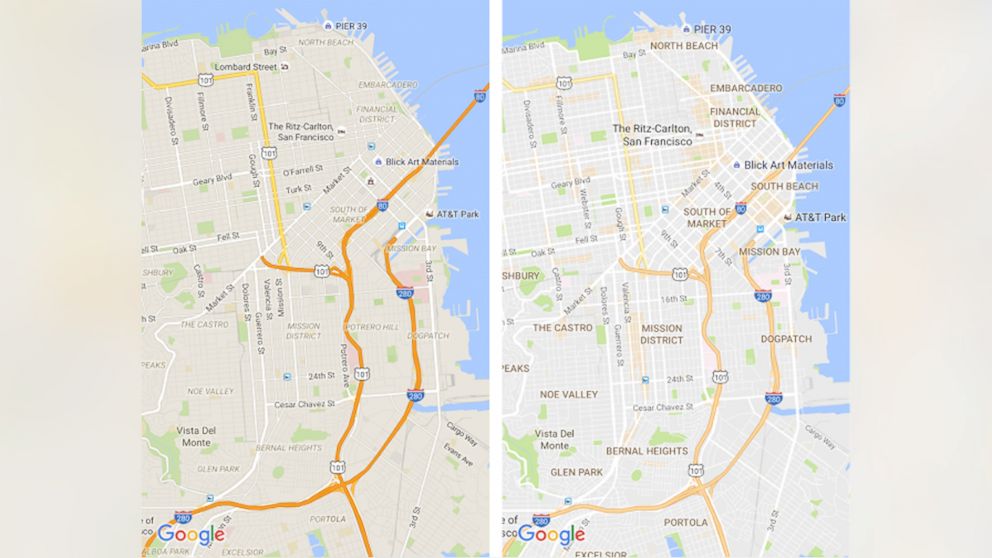 PIER 39
Marina Blvd
Bay St
NORTH BEACH
Lombard Street
101
EMBARCADERO
80
Divisadero St
Fillmore St
Franklin St
FINANCIAL
DISTRICT
The Ritz-Carlton,
San Francisco
101
Blick Art Materials
Gough St
O'Farrell St
Geary Blvd
Turk St
Market St
80
SOUTH OF
MARKET
AT&T Park
Fell St
Oak St
9th St
MISSION BAY
101
3rd St
SHBURY
Castro St
Market St
Dolores St
Valencia St
Mission St
280
Guerrero St
THE CASTRO
MISSION
DISTRICT
POTRERO HILL
DOGPATCH
PEAKS
Potrero Ave
24th St
101
NOE VALLEY
280
Cesar Chavez St
Vista Del
Monte
Cargo Way
BERNAL HEIGHTS
Evans Ave
GLEN PARK
101
280
3rd St
PORTOLA
Google
ALBOA PARK
EXCELSIOR
PIER 39
Marina Blvd
Bay St
NORTH BEACH
101
EMBARCADERO
80
Divisadero St
Fillmore St
FINANCIAL
DISTRICT
The Ritz-Carlton,
San Francisco
Blick Art Materials
Geary Blvd
Webster St
Market St
4th St
SOUTH BEACH
Gough St
SOUTH OF
MARKET
80
AT&T Park
Fell St
Oak St
7th St
MISSION BAY
101
3rd St
SHBURY
Castro St
Market St
Dolores St
Valencia St
16th St
280
Guerrero St
THE CASTRO
MISSION
DISTRICT
DOGPATCH
PEAKS
24th St
101
NOE VALLEY
280
Cesar Chavez St
Vista Del
Monte
Cargo Way
BERNAL HEIGHTS
GLEN PARK
101
280
3rd St
PORTOLA
Google
EXCELSIOR